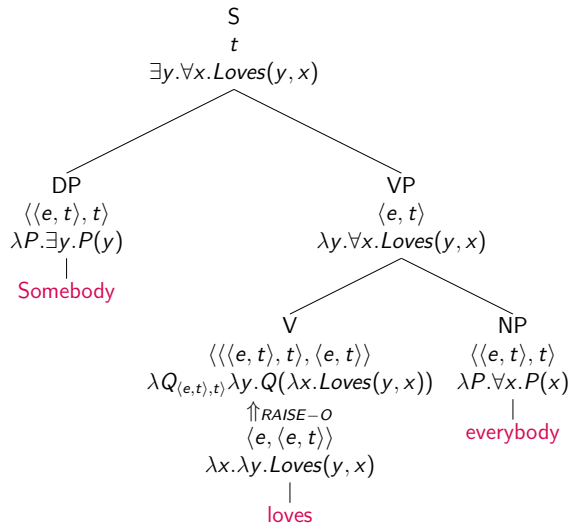 S
t
∃y.∀x.Loves(y, x)
DP
⟨⟨e, t⟩, t⟩
λP.∃y.P(y)
Somebody
VP
⟨e, t⟩
λy.∀x.Loves(y, x)
V
⟨⟨⟨e, t⟩, t⟩, ⟨e, t⟩⟩
λQ⟨e,t⟩,t⟩λy.Q(λx.Loves(y, x))
⇑RAISE−O
⟨e, ⟨e, t⟩⟩
λx.λy.Loves(y, x)
loves
NP
⟨⟨e, t⟩, t⟩
λP.∀x.P(x)
everybody